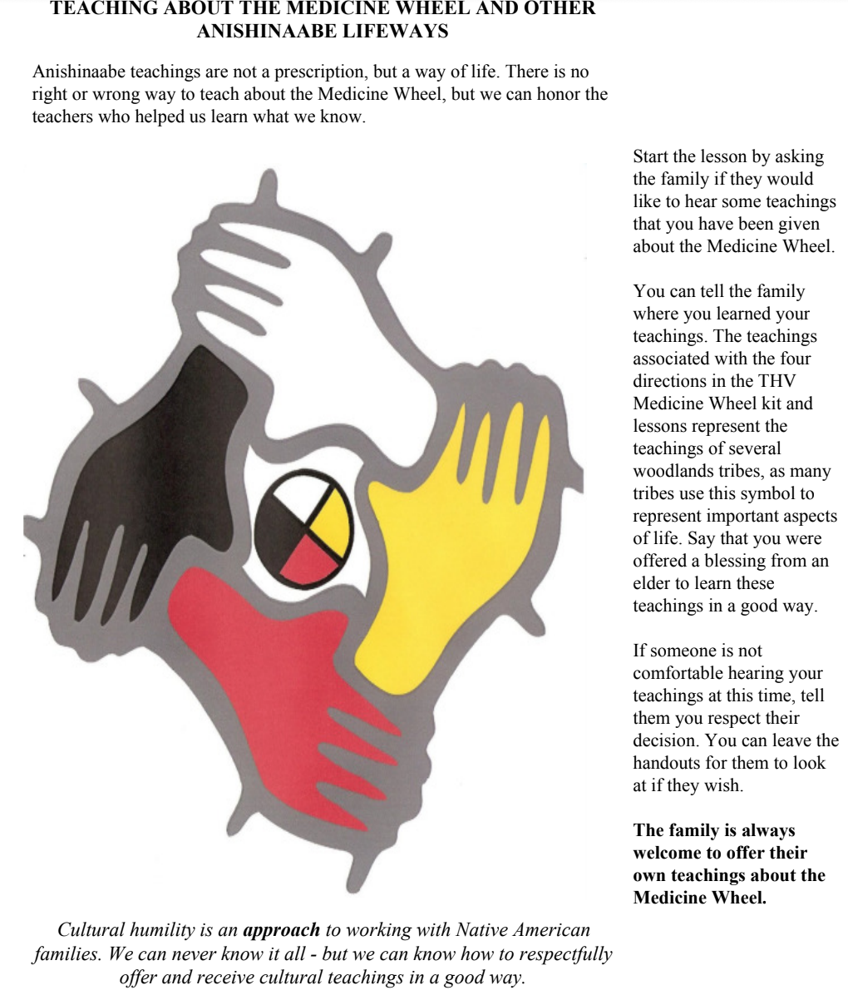 TEACHING ABOUT THE MEDICINE WHEEL AND OTHER
ANISHINAABE LIFEWAYS
Anishinaabe teachings are not a prescription, but a way of life. There is no
right or wrong way to teach about the Medicine Wheel, but we can honor the
teachers who helped us learn what we know.
Start the lesson by asking
the family if they would
like to hear some teachings
that you have been given
about the Medicine Wheel.
You can tell the family
where you learned your
teachings. The teachings
associated with the four
directions in the THV
Medicine Wheel kit and
lessons represent the
teachings of several
woodlands tribes, as many
tribes use this symbol to
represent important aspects
of life. Say that you were
offered a blessing from an
elder to learn these
teachings in a good way.
If someone is not
comfortable hearing your
teachings at this time, tell
them you respect their
decision. You can leave the
handouts for them to look
at if they wish.
The family is always
welcome to offer their
own teachings about the
Medicine Wheel.
Cultural humility is an approach to working with Native American
families. We can never know it all - but we can know how to respectfully
offer and receive cultural teachings in a good way.